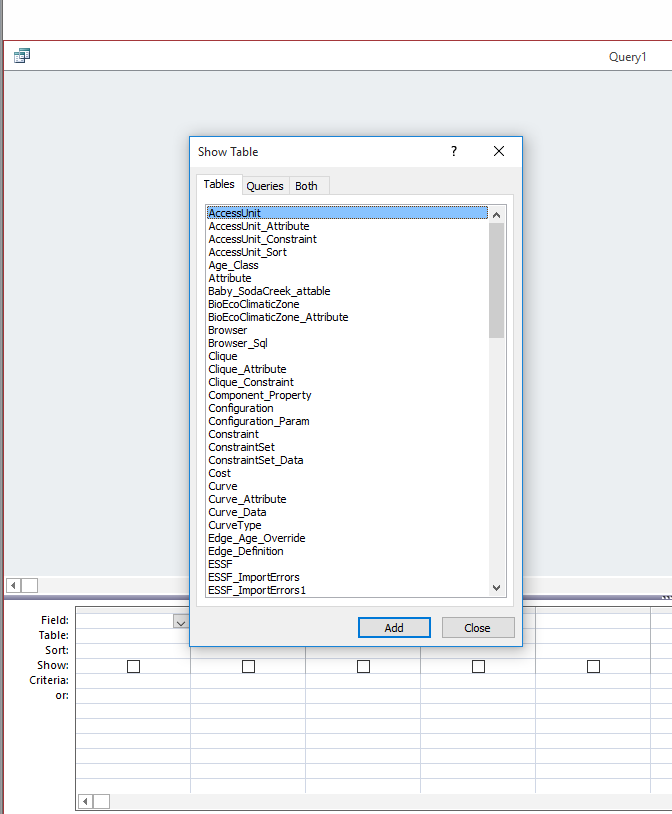 Query1
Show Table
?
Tables Queries Both
AccessUnit
AccessUnit_Attribute
AccessUnit_Constraint
AccessUnit_Sort
Age_Class
Attribute
Baby_SodaCreek_attable
BioEcoClimaticZone
BioEcoClimaticZone_Attribute
Browser
Browser_Sql
Clique
Clique_Attribute
Clique_Constraint
Component_Property
Configuration
Configuration_Param
Constraint
ConstraintSet
ConstraintSet_Data
Cost
Curve
Curve_Attribute
Curve_Data
CurveType
Edge_Age_Override
Edge_Definition
ESSF
ESSF_ImportErrors
ESSF_ImportErrors1
Add Close
Field:
Table:
Sort:
Show:
Criteria:
or: